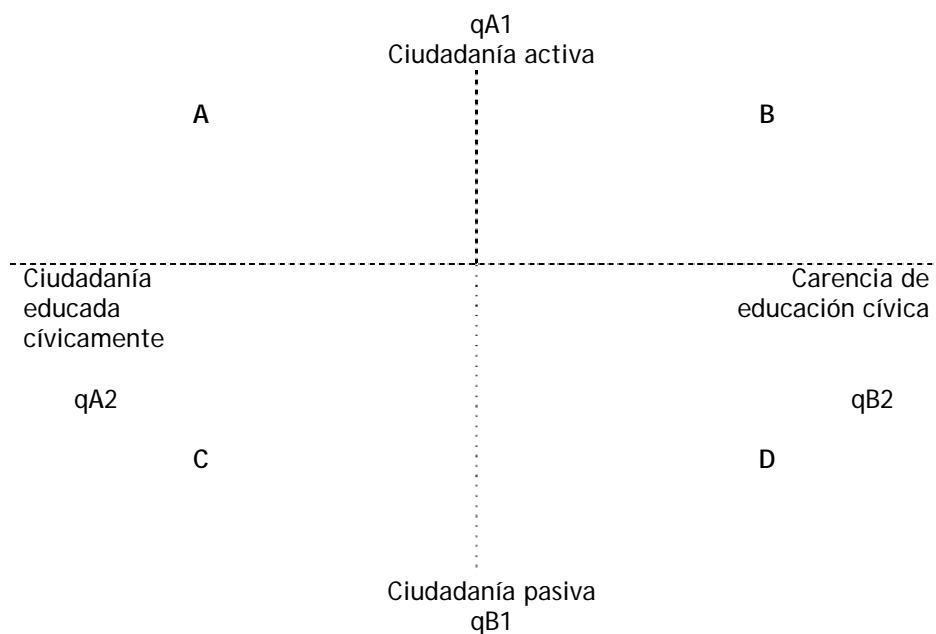 qA1
Ciudadanía activa
A
B
Ciudadanía
educada
cívicamente
Carencia de
educación cívica
qA2
qB2
C
D
Ciudadanía pasiva
qB1